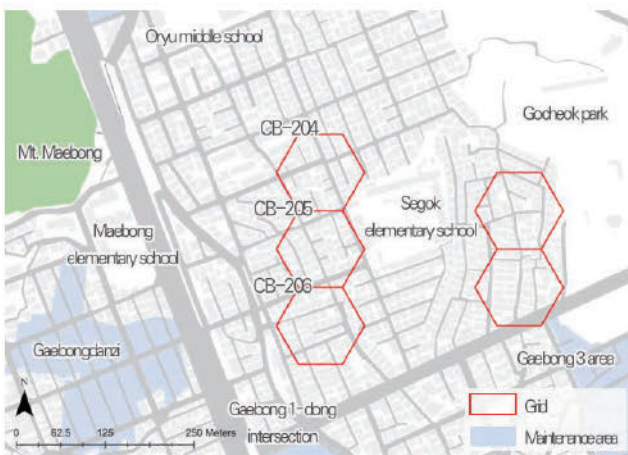 Oryu middle school
Godheok park
CB-204
Mt. Maebong
CB-205
Segok
elementary school
Maebong
elementary school
CB-206
Gaebongdanzi
Gaebong 3 area
N
Gaebong 1-dong
intersection
0 62.5 125 250 Meters
Grid
Maintenance area